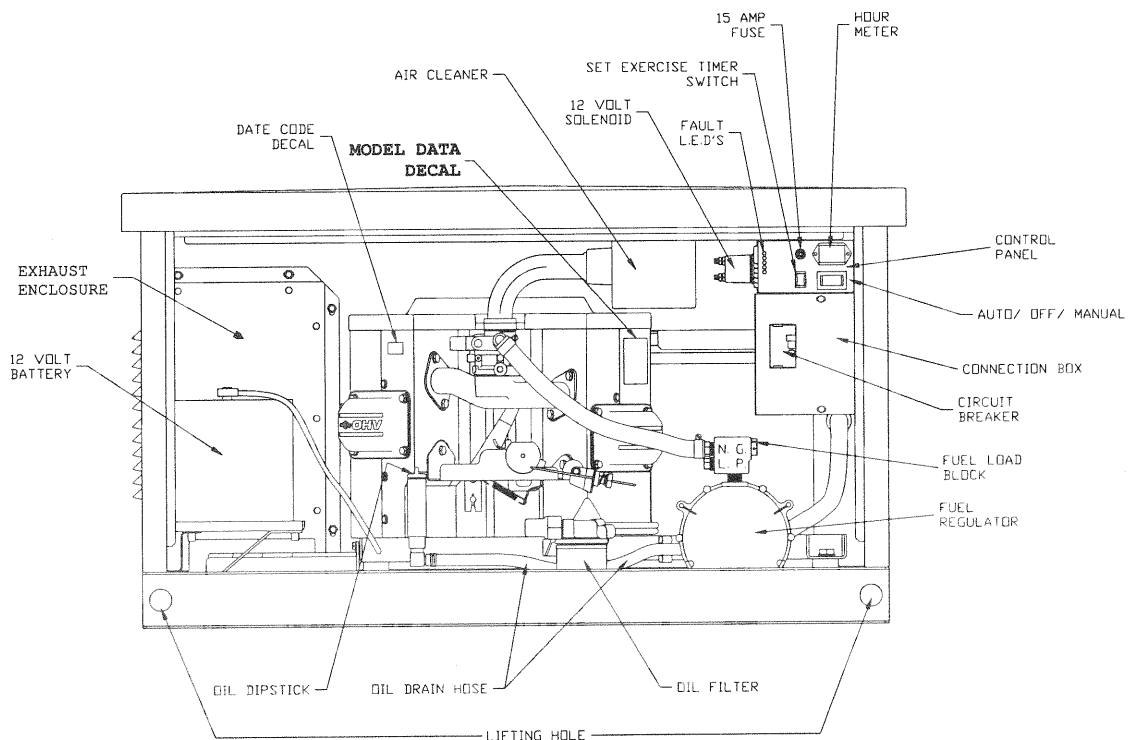 15 AMP
FUSE
HOUR
METER
AIR CLEANER
SET EXERCISE TIMER
SWITCH
12 VOLT
SOLENOID
FAULT
L.E.D'S
DATE CODE
DECAL
MODEL DATA
DECAL
CONTROL
PANEL
EXHAUST
ENCLOSURE
AUTO/ OFF/ MANUAL
12 VOLT
BATTERY
CONNECTION BOX
CIRCUIT
BREAKER
OHV
OHV
N. G.
L. P.
FUEL LOAD
BLOCK
FUEL
REGULATOR
OIL DIPSTICK
OIL DRAIN HOSE
OIL FILTER
LIFTING HOLE